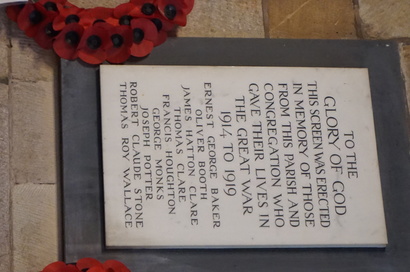 TO THE
GLORY OF GOD
THIS SCREEN WAS ERECTED
IN MEMORY OF THOSE
FROM THIS PARISH AND
CONGREGATION WHO
GAVE THEIR LIVES IN
THE GREAT WAR
1914 TO 1919
ERNEST GEORGE BAKER
OLIVER BOOTH
JAMES HATTON CLARE
THOMAS CLARE
FRANCIS HOUGHTON
GEORGE MONKS
JOSEPH POTTER
ROBERT CLAUDE STONE
THOMAS ROY WALLACE